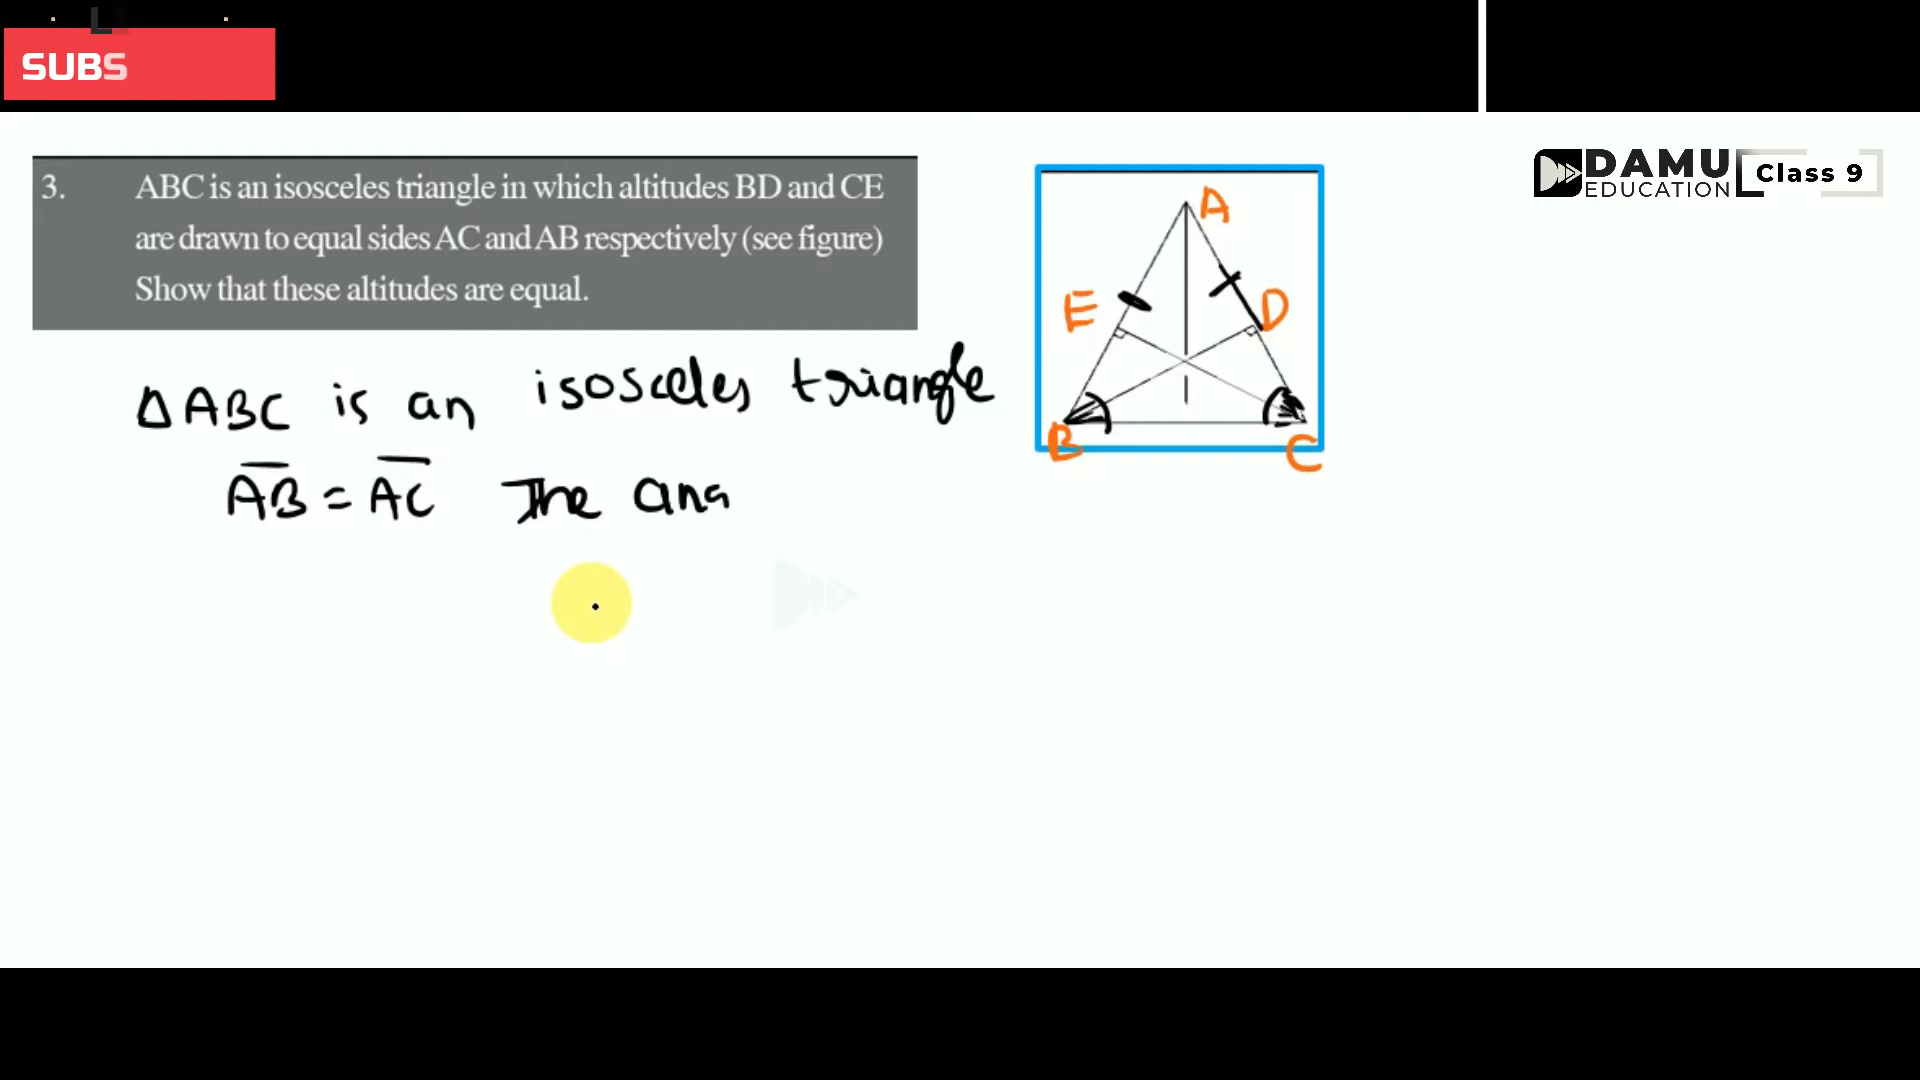 SUBS
3. ABC is an isosceles triangle in which altitudes BD and CE
are drawn to equal sides AC and AB respectively (see figure)
Show that these altitudes are equal.
A
E
D
B
C
DAMU
EDUCATION
Class 9
ΔABC is an isosceles triangle
A̅B̅ = A̅C̅ The ang